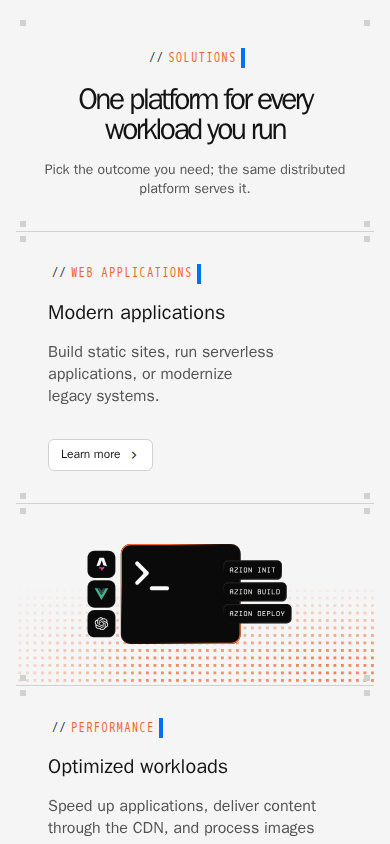 // SOLUTIONS
One platform for every
workload you run
Pick the outcome you need; the same distributed
platform serves it.
// WEB APPLICATIONS
Modern applications
Build static sites, run serverless
applications, or modernize
legacy systems.
Learn more
>_
AZION INIT
AZION BUILD
AZION DEPLOY
// PERFORMANCE
Optimized workloads
Speed up applications, deliver content
through the CDN, and process images